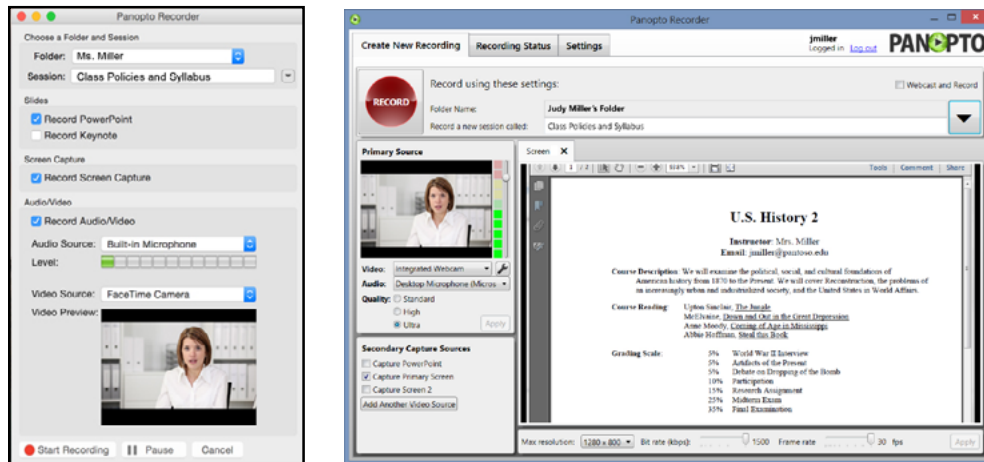 Panopto Recorder
Choose a Folder and Session
Folder: Ms. Miller
Session: Class Policies and Syllabus
Slides
Record PowerPoint
Record Keynote
Screen Capture
Record Screen Capture
Audio/Video
Record Audio/Video
Audio Source: Built-in Microphone
Level:
Video Source: FaceTime Camera
Video Preview:
Start Recording Pause Cancel
Panopto Recorder
Create New Recording Recording Status Settings
jmiller
Logged in Log out
PANOPTO
RECORD
Record using these settings:
Webcast and Record
Folder Name: Judy Miller's Folder
Record a new session called: Class Policies and Syllabus
Primary Source
Video: Integrated Webcam
Audio: Desktop Microphone (Micros
Quality: Standard
High
Ultra
Apply
Secondary Capture Sources
Capture PowerPoint
Capture Primary Screen
Capture Screen 2
Add Another Video Source
Screen
1 / 2
Tools Comment Share
U.S. History 2
Instructor: Mrs. Miller
Email: jmiller@pantoso.edu
Course Description: We will examine the political, social, and cultural foundations of
American history from 1870 to the Present. We will cover Reconstruction, the problems of
an increasingly urban and industrialized society, and the United States in World Affairs.
Course Reading: Upton Sinclair, The Jungle
McElvaine, Down and Out in the Great Depression
Anne Moody, Coming of Age in Mississippi
Abbie Hoffman, Steal this Book
Grading Scale: 5% World War II Interview
5% Artifacts of the Present
5% Debate on Dropping of the Bomb
10% Participation
15% Research Assignment
25% Midterm Exam
35% Final Examination
Max resolution: 1280 x 800 Bit rate (kbps): 1500 Frame rate 30 fps Apply